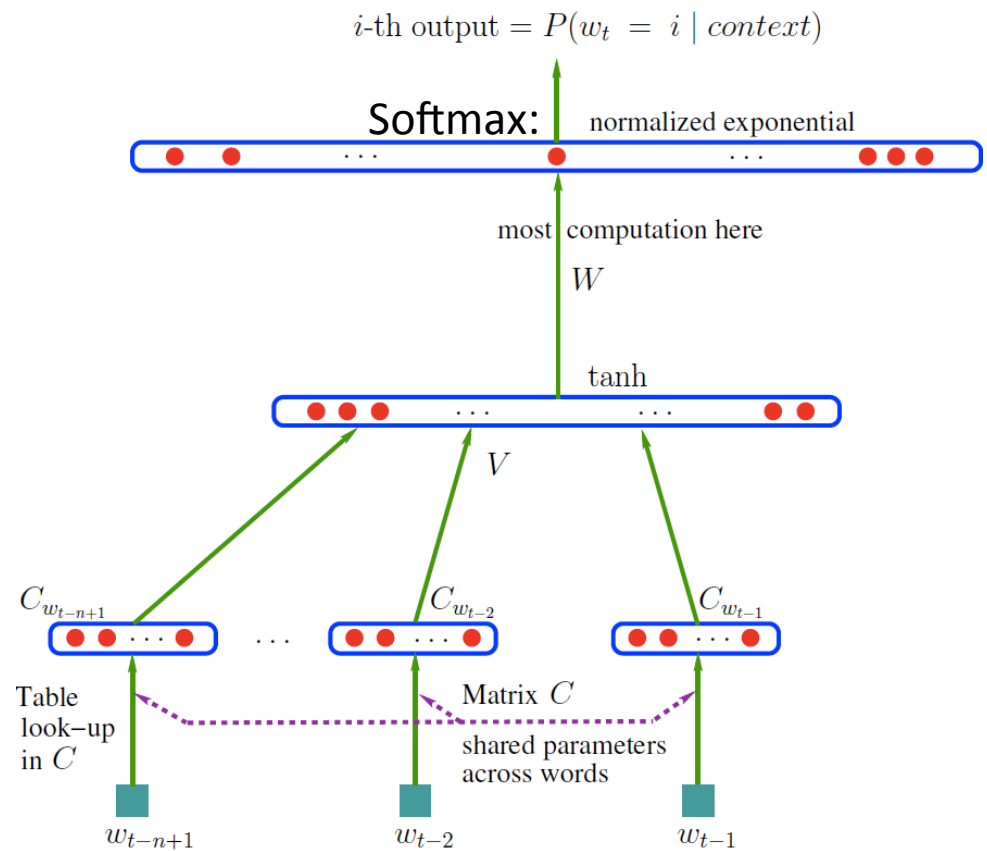 i-th output = P(w_t = i | context)
Softmax: normalized exponential
. . .
. . .
most computation here
W
tanh
. . .
. . .
V
C_{w_{t−n+1}}
C_{w_{t−2}}
C_{w_{t−1}}
. . .
. . .
. . .
. . .
Table
look−up
in C
Matrix C
shared parameters
across words
w_{t−n+1}
w_{t−2}
w_{t−1}